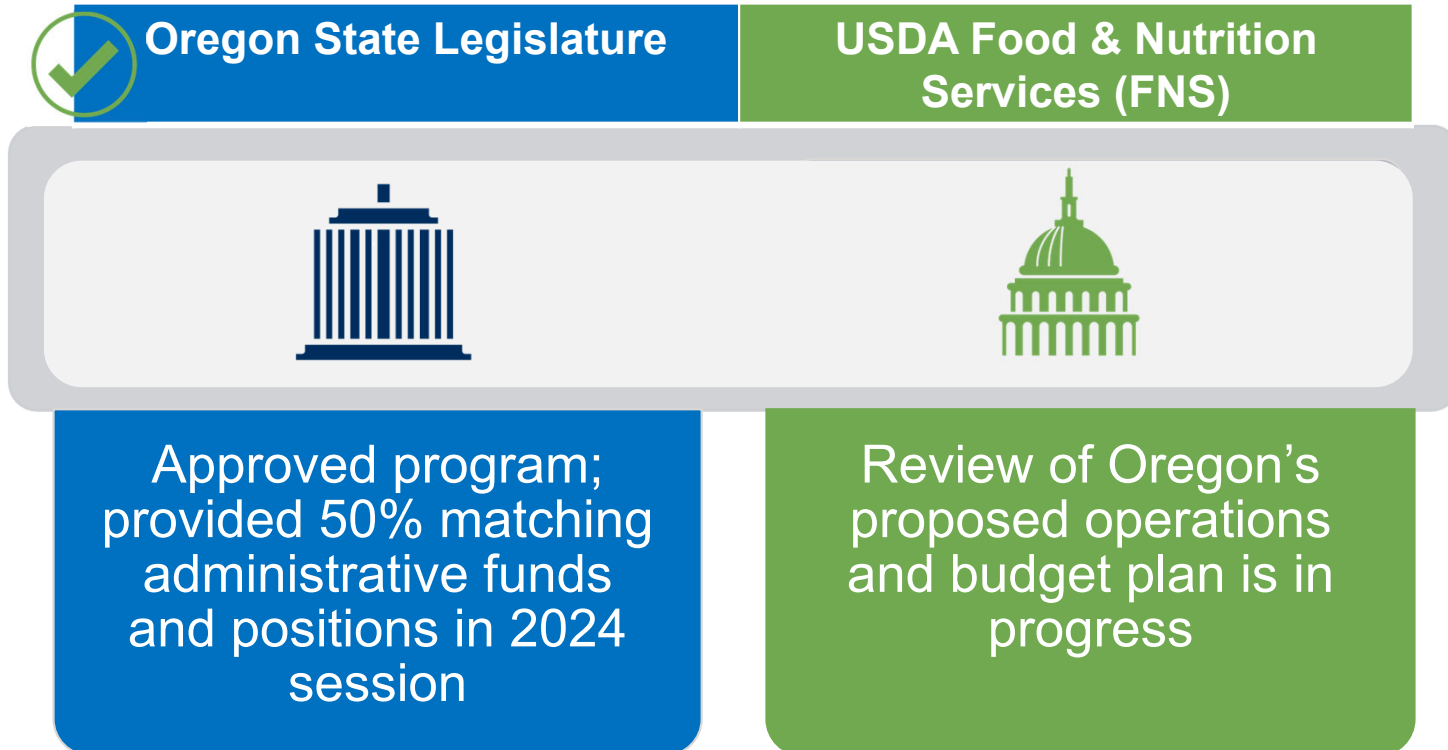 Oregon State Legislature
USDA Food & Nutrition
Services (FNS)
Approved program;
provided 50% matching
administrative funds
and positions in 2024
session
Review of Oregon’s
proposed operations
and budget plan is in
progress